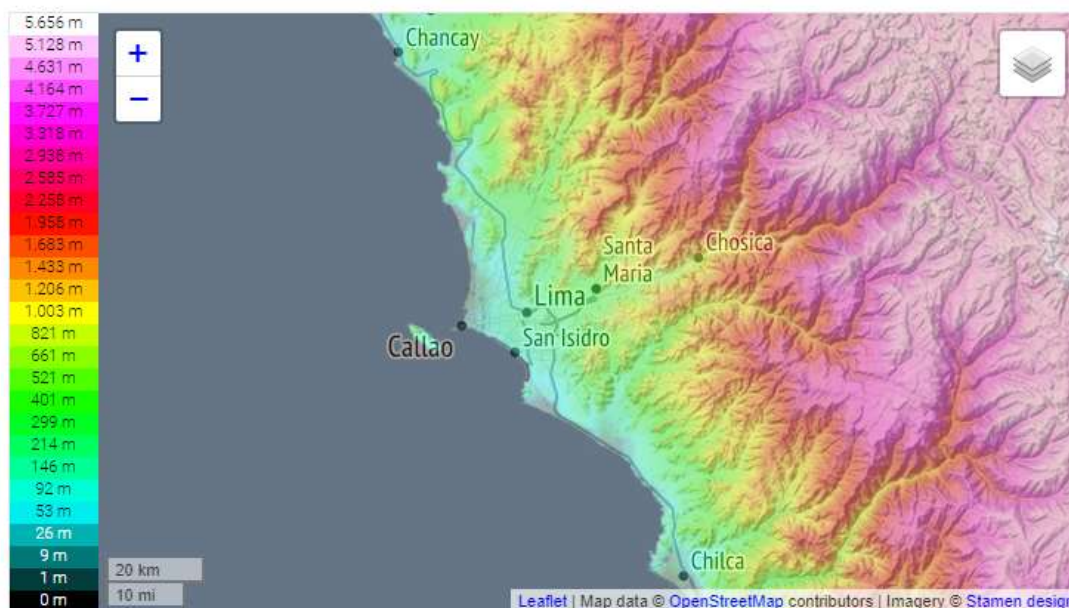 5.656 m
5.128 m
4.631 m
4.164 m
3.727 m
3.318 m
2.938 m
2.585 m
2.258 m
1.958 m
1.683 m
1.433 m
1.206 m
1.003 m
821 m
661 m
521 m
401 m
299 m
214 m
146 m
92 m
53 m
26 m
9 m
1 m
0 m
+
−
Chancay
Santa
Maria
Chosica
Lima
Callao
San Isidro
Chilca
20 km
10 mi
Leaflet | Map data © OpenStreetMap contributors | Imagery © Stamen design